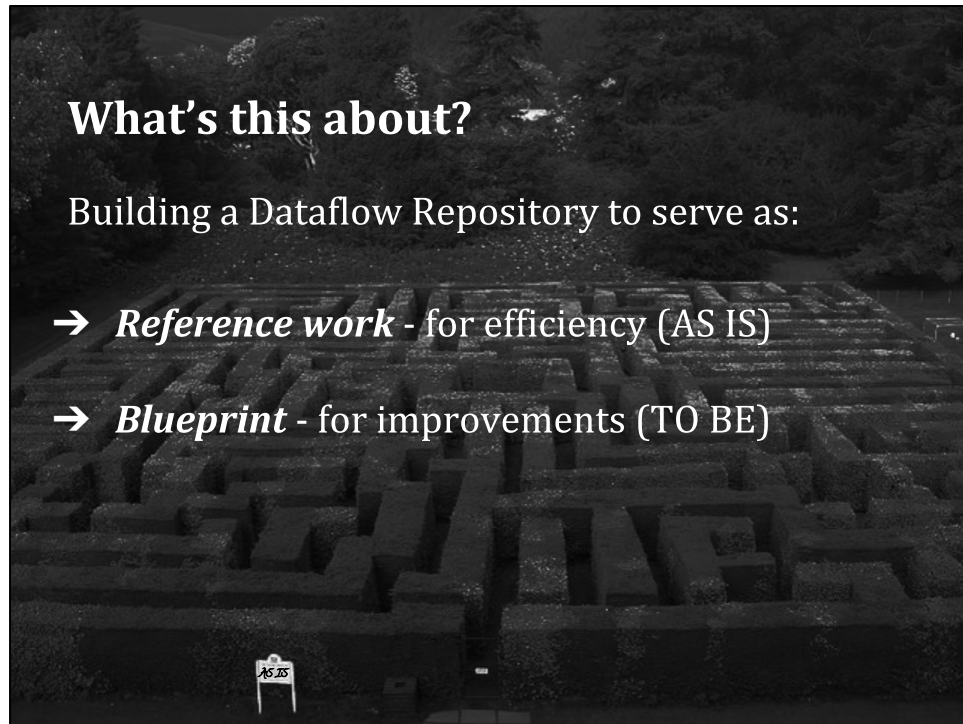 What’s this about?
Building a Dataflow Repository to serve as:
➔ Reference work - for efficiency (AS IS)
➔ Blueprint - for improvements (TO BE)
AS IS